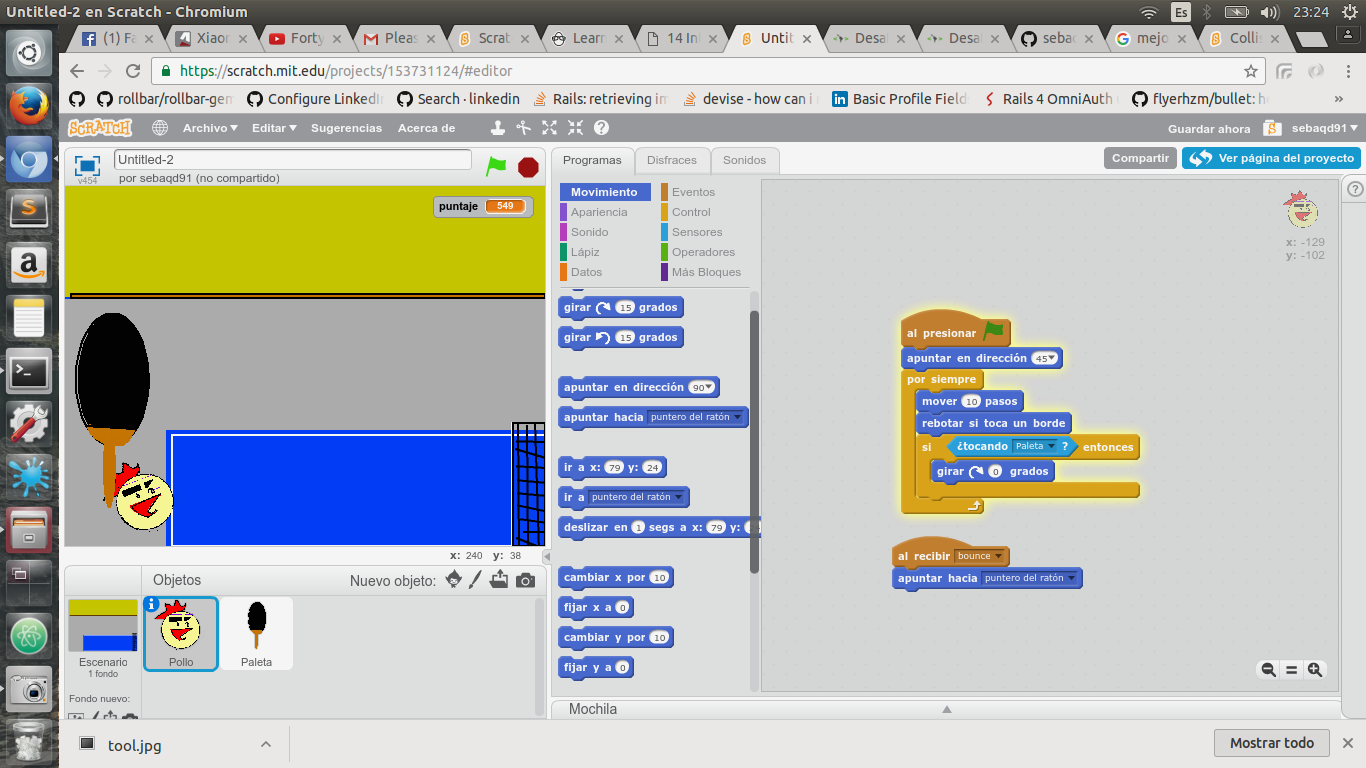 Untitled-2 en Scratch - Chromium
Es
23:24
(1) Fa
Xiaor
Forty
Pleas
Scrat
Learn
14 Int
Untit
Desal
Desal
sebac
mejo
Collis
https://scratch.mit.edu/projects/153731124/#editor
rollbar/rollbar-gem
Configure LinkedIn
Search · linkedin
Rails: retrieving im
devise - how can i
Basic Profile Fields
Rails 4 OmniAuth
flyerhzm/bullet: he
»
SCRATCH
Archivo
Editar
Sugerencias
Acerca de
Guardar ahora
sebaqd91
v454
Untitled-2
por sebaqd91 (no compartido)
puntaje 549
x: 240 y: 38
Programas
Disfraces
Sonidos
Compartir
Ver página del proyecto
Movimiento
Apariencia
Sonido
Lápiz
Datos
Eventos
Control
Sensores
Operadores
Más Bloques
girar 15 grados
girar 15 grados
apuntar en dirección 90
apuntar hacia puntero del ratón
ir a x: 79 y: 24
ir a puntero del ratón
deslizar en 1 segs a x: 79 y:
cambiar x por 10
fijar x a 0
cambiar y por 10
fijar y a 0
x: -129
y: -102
al presionar
apuntar en dirección 45
por siempre
mover 10 pasos
rebotar si toca un borde
si ¿tocando Paleta ? entonces
girar 0 grados
al recibir bounce
apuntar hacia puntero del ratón
Objetos
Nuevo objeto:
Escenario
1 fondo
Fondo nuevo:
Pollo
Paleta
Mochila
tool.jpg
Mostrar todo